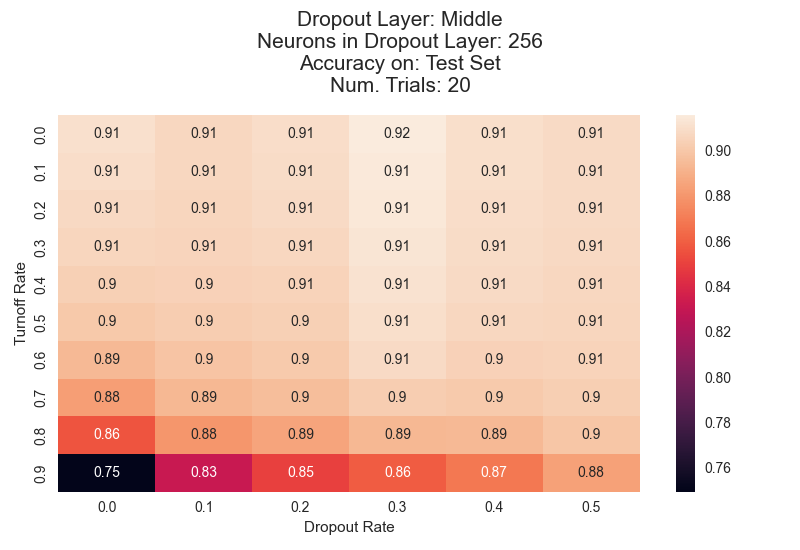 Dropout Layer: Middle
Neurons in Dropout Layer: 256
Accuracy on: Test Set
Num. Trials: 20
Turnoff Rate
0.0 0.91 0.91 0.91 0.92 0.91 0.91
0.1 0.91 0.91 0.91 0.91 0.91 0.91
0.2 0.91 0.91 0.91 0.91 0.91 0.91
0.3 0.91 0.91 0.91 0.91 0.91 0.91
0.4 0.9 0.9 0.91 0.91 0.91 0.91
0.5 0.9 0.9 0.9 0.91 0.91 0.91
0.6 0.89 0.9 0.9 0.91 0.9 0.91
0.7 0.88 0.89 0.9 0.9 0.9 0.9
0.8 0.86 0.88 0.89 0.89 0.89 0.9
0.9 0.75 0.83 0.85 0.86 0.87 0.88
0.0 0.1 0.2 0.3 0.4 0.5
Dropout Rate
0.90
0.88
0.86
0.84
0.82
0.80
0.78
0.76